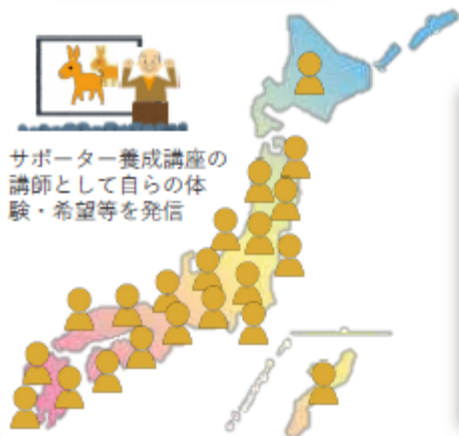 サポーター養成講座の
講師として自らの体
験・希望等を発信